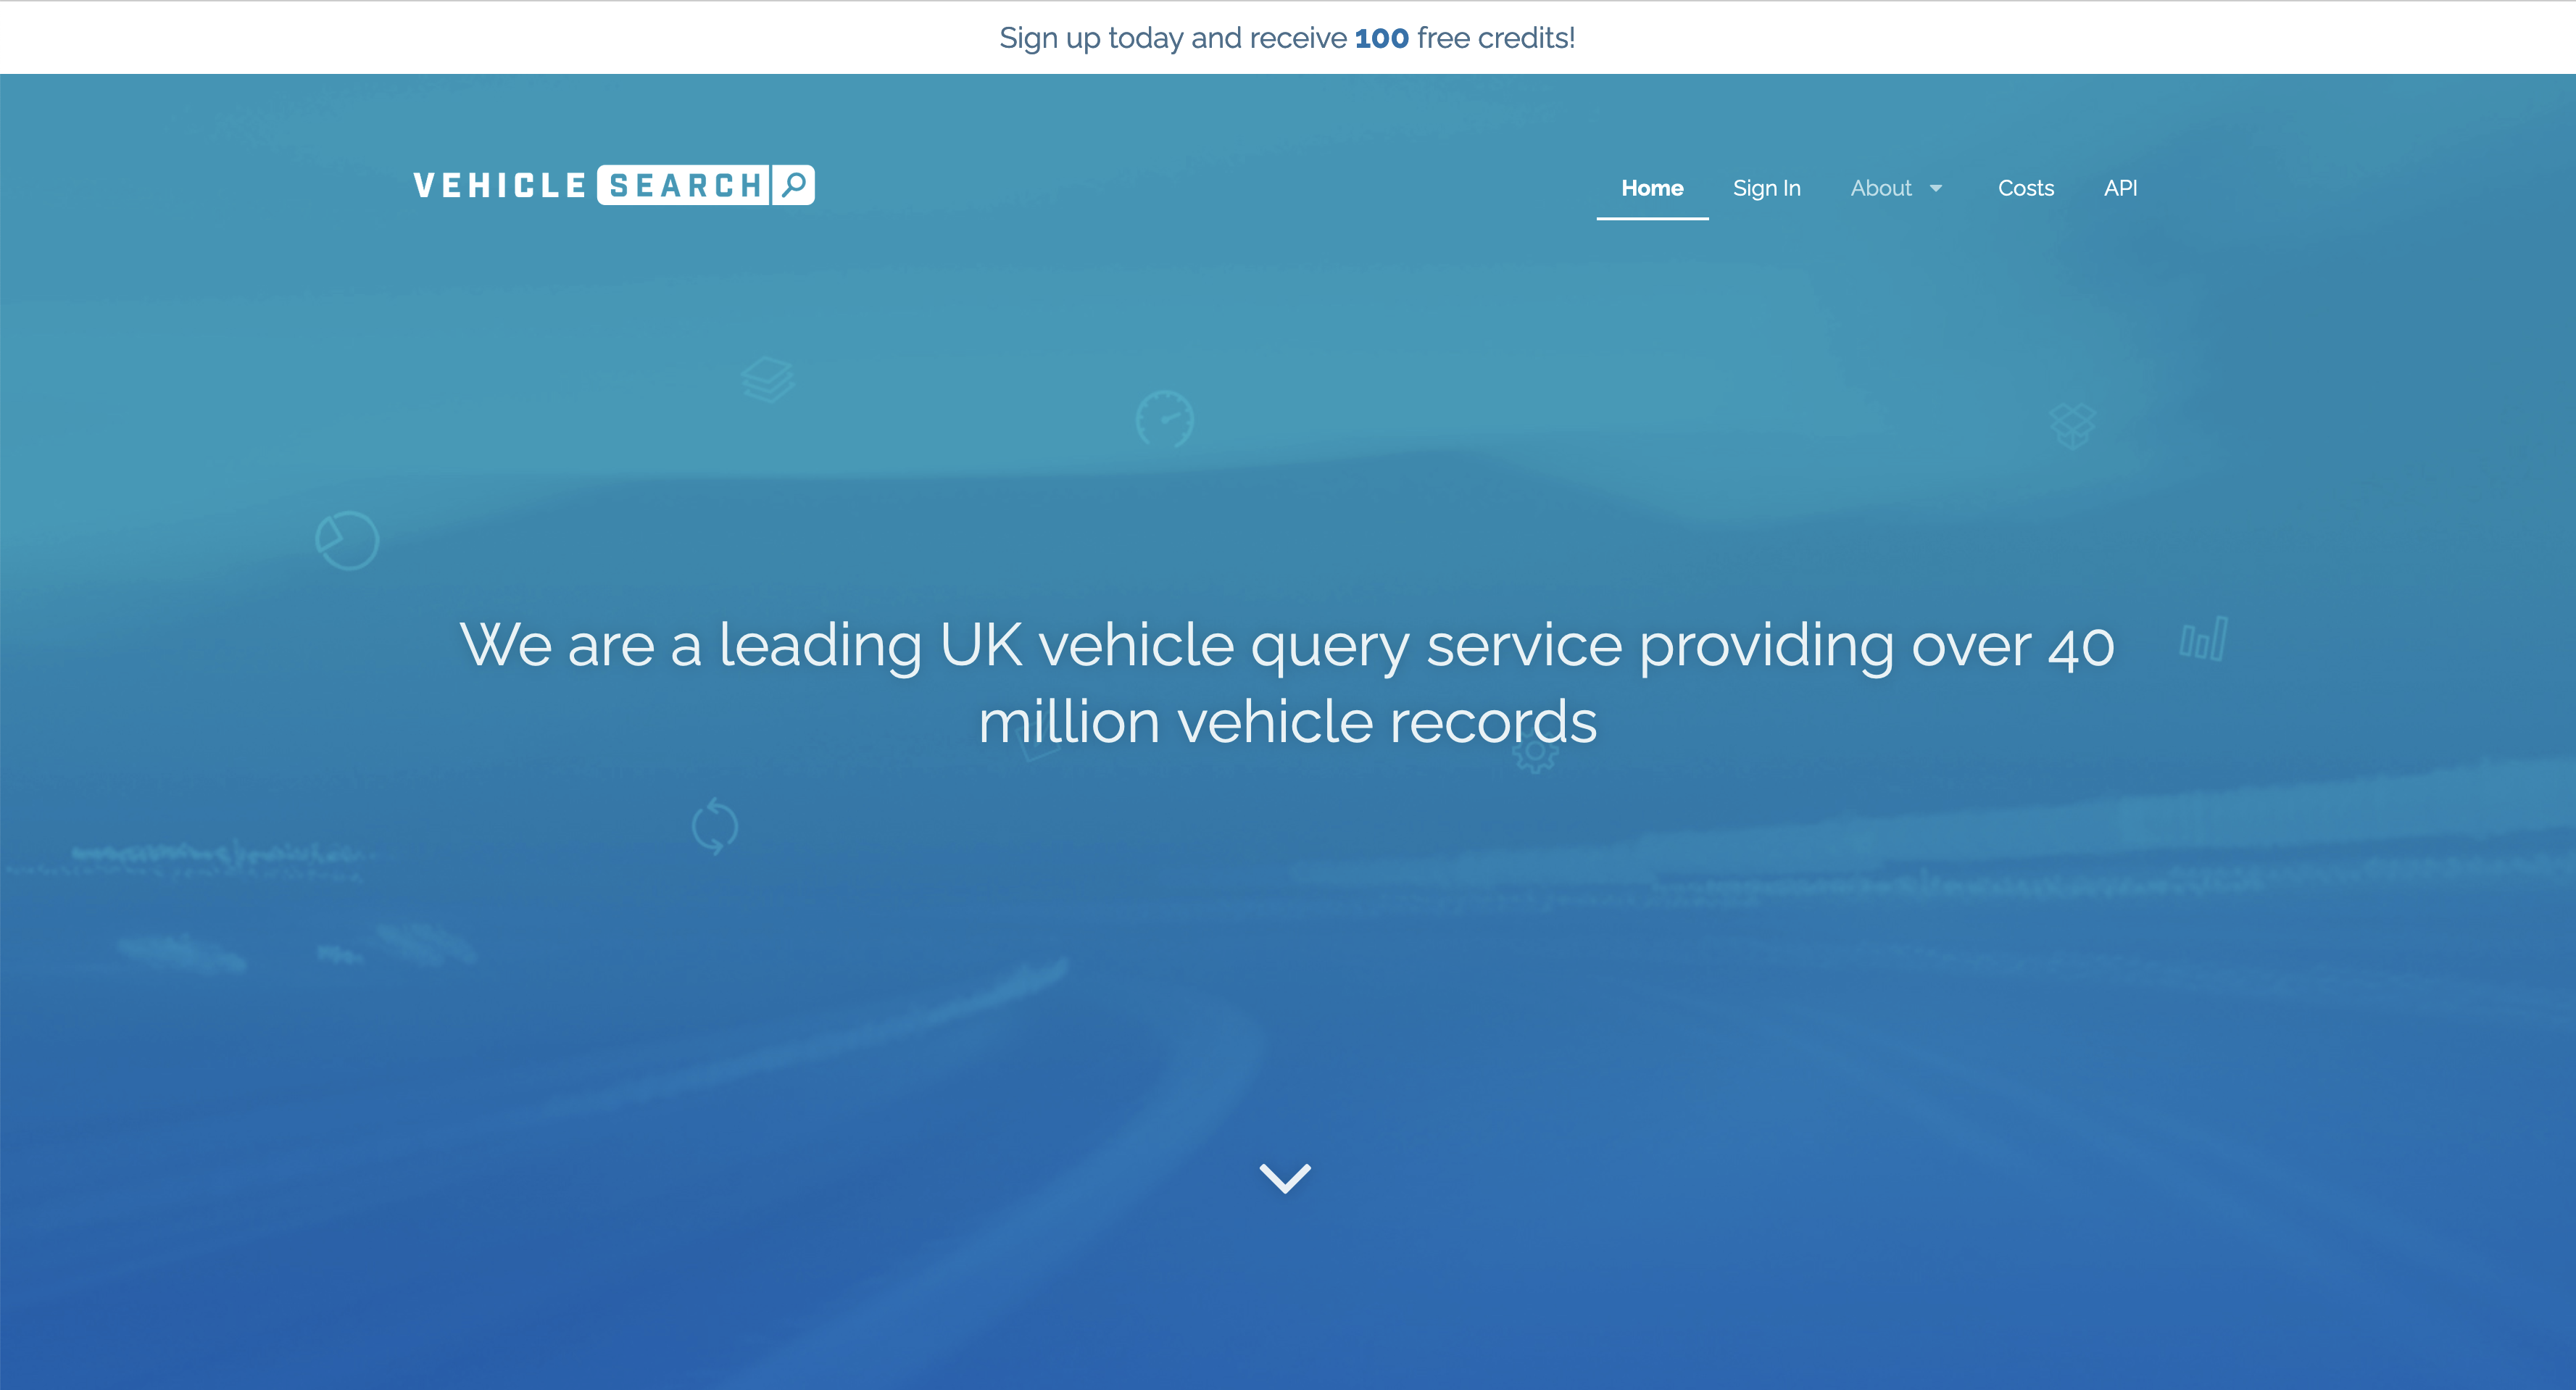 Sign up today and receive 100 free credits!
VEHICLE SEARCH
Home Sign In About Costs API
We are a leading UK vehicle query service providing over 40
million vehicle records